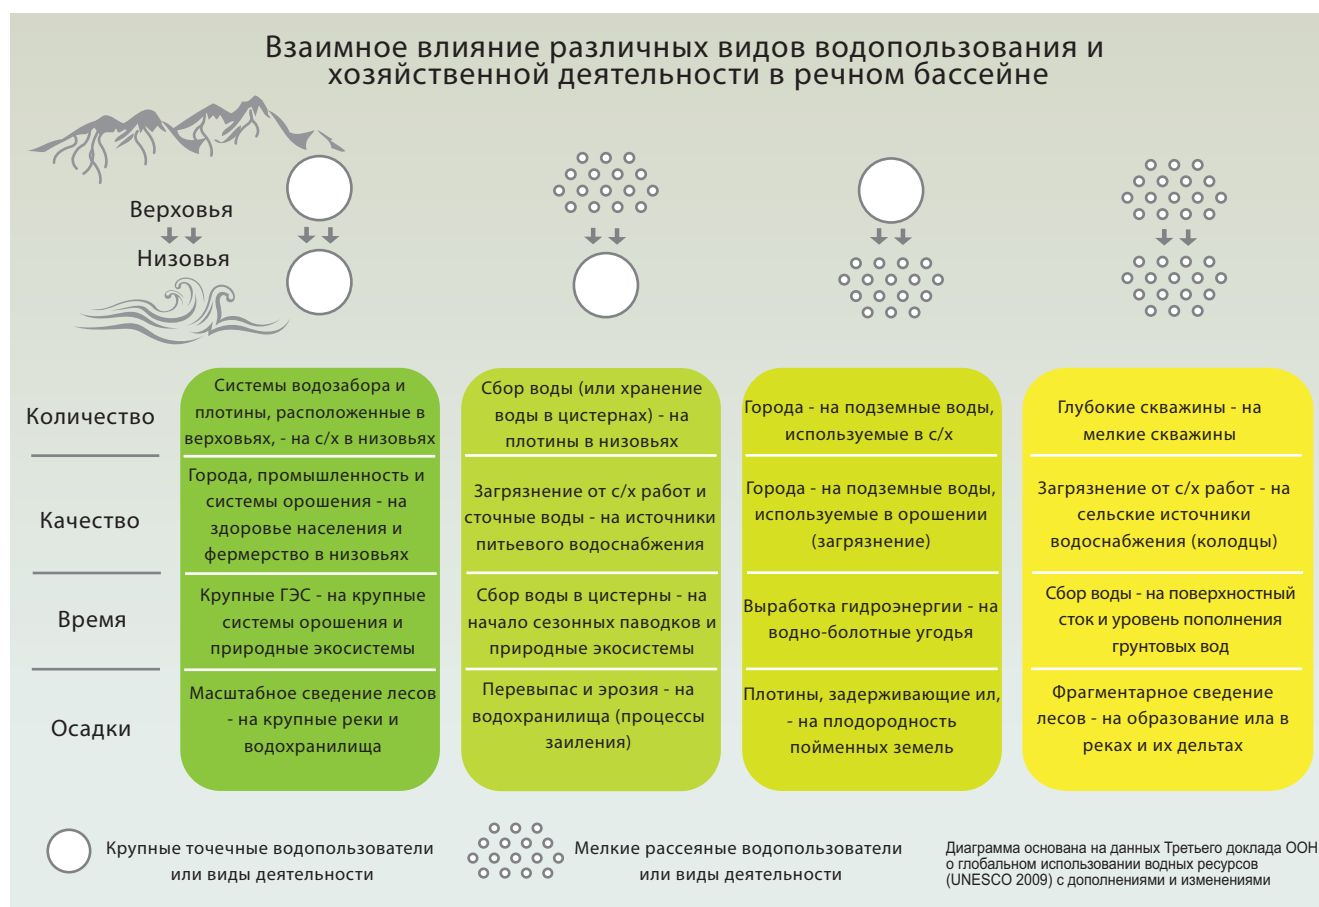 Взаимное влияние различных видов водопользования и
хозяйственной деятельности в речном бассейне
Верховья
Низовья
Количество
Системы водозабора и
плотины, расположенные в
верховьях, - на с/х в низовьях
Сбор воды (или хранение
воды в цистернах) - на
плотины в низовьях
Города - на подземные воды,
используемые в с/х
Глубокие скважины - на
мелкие скважины
Качество
Города, промышленность и
системы орошения - на
здоровье населения и
фермерство в низовьях
Загрязнение от с/х работ и
сточные воды - на источники
питьевого водоснабжения
Города - на подземные воды,
используемые в орошении
(загрязнение)
Загрязнение от с/х работ - на
сельские источники
водоснабжения (колодцы)
Время
Крупные ГЭС - на крупные
системы орошения и
природные экосистемы
Сбор воды в цистерны - на
начало сезонных паводков и
природные экосистемы
Выработка гидроэнергии - на
водно-болотные угодья
Сбор воды - на поверхностный
сток и уровень пополнения
грунтовых вод
Осадки
Масштабное сведение лесов
- на крупные реки и
водохранилища
Перевыпас и эрозия - на
водохранилища (процессы
заиления)
Плотины, задерживающие ил,
- на плодородность
пойменных земель
Фрагментарное сведение
лесов - на образование ила в
реках и их дельтах
Крупные точечные водопользователи
или виды деятельности
Мелкие рассеяные водопользователи
или виды деятельности
Диаграмма основана на данных Третьего доклада ООН
о глобальном использовании водных ресурсов
(UNESCO 2009) с дополнениями и изменениями